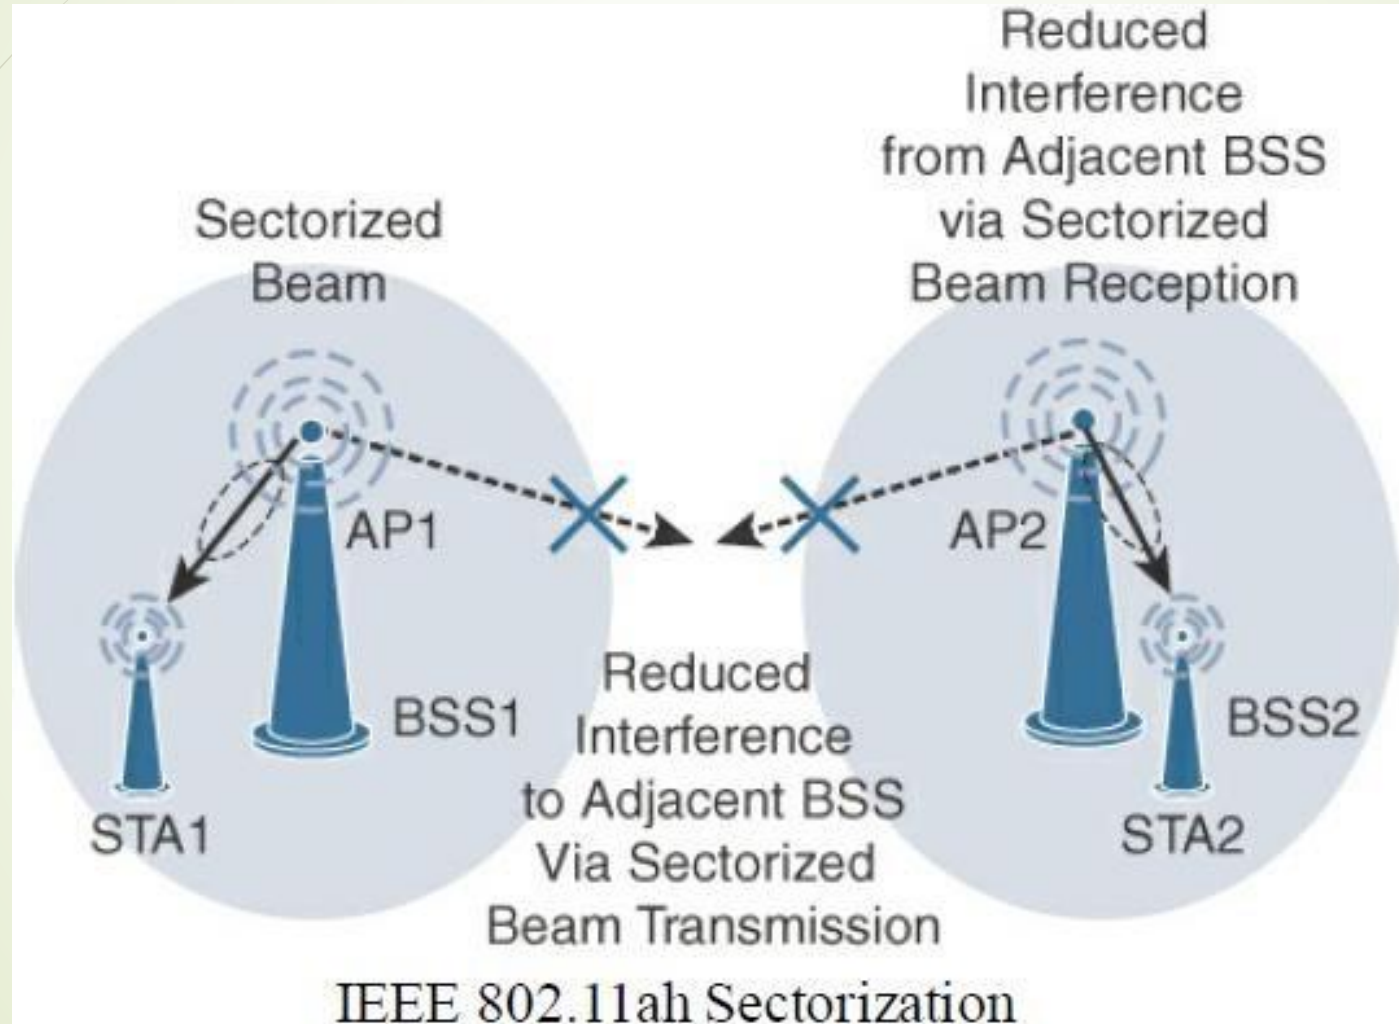 Reduced
Interference
from Adjacent BSS
via Sectorized
Beam Reception
Sectorized
Beam
AP1
AP2
BSS1
BSS2
STA1
STA2
Reduced
Interference
to Adjacent BSS
Via Sectorized
Beam Transmission
IEEE 802.11ah Sectorization